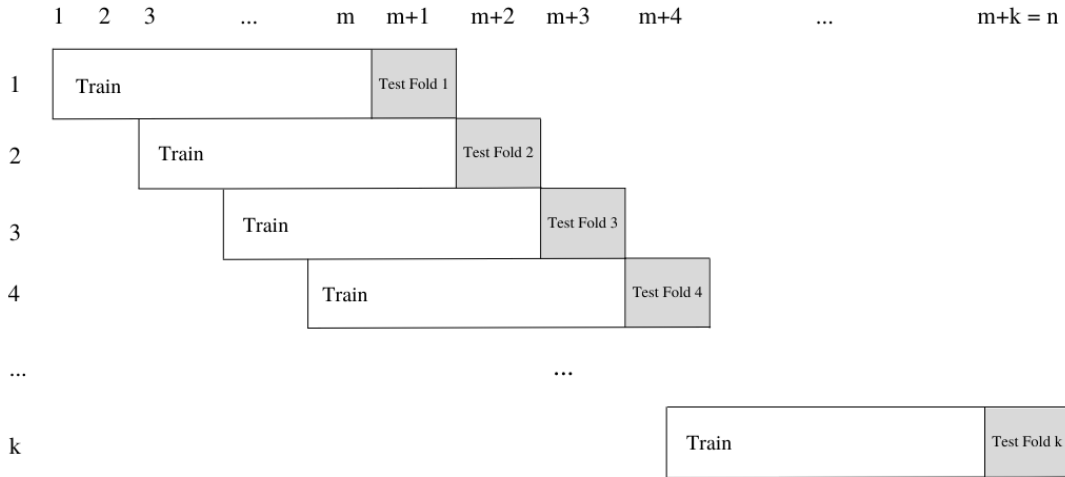 1 2 3 ... m m+1 m+2 m+3 m+4 ... m+k = n
1 Train Test Fold 1
2 Train Test Fold 2
3 Train Test Fold 3
4 Train Test Fold 4
... ...
k Train Test Fold k